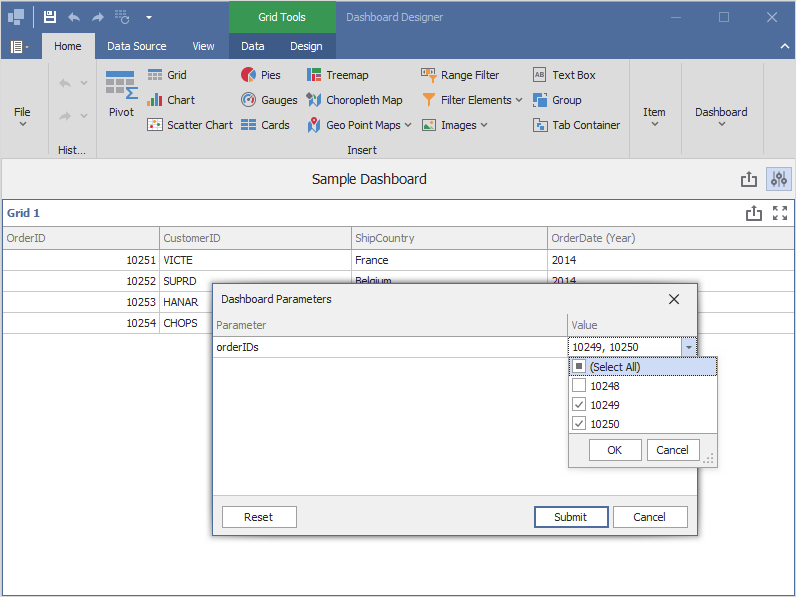 Grid Tools
Dashboard Designer
Home Data Source View Data Design
File
Hist...
Pivot
Grid
Chart
Scatter Chart
Pies
Gauges
Cards
Treemap
Choropleth Map
Geo Point Maps
Range Filter
Filter Elements
Images
AB Text Box
Group
Tab Container
Insert
Item
Dashboard
Sample Dashboard
Grid 1
OrderID CustomerID ShipCountry OrderDate (Year)
10251 VICTE France 2014
10252 SUPRD Belgium 2014
10253 HANAR
10254 CHOPS
Dashboard Parameters
Parameter Value
orderIDs 10249, 10250
(Select All)
10248
10249
10250
OK Cancel
Reset Submit Cancel